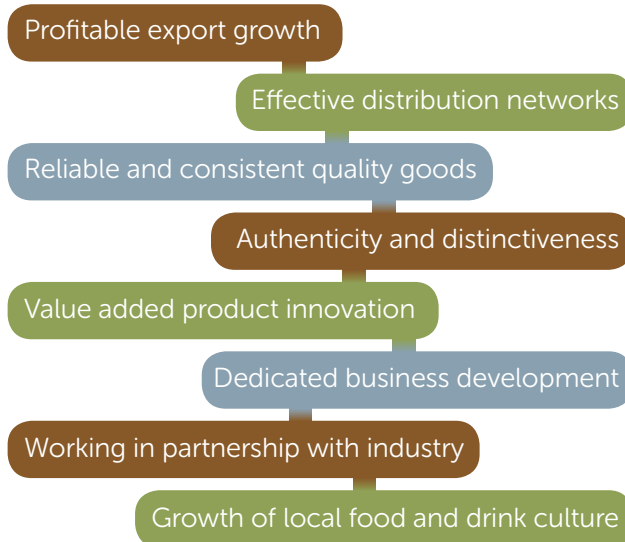 Profitable export growth
Effective distribution networks
Reliable and consistent quality goods
Authenticity and distinctiveness
Value added product innovation
Dedicated business development
Working in partnership with industry
Growth of local food and drink culture